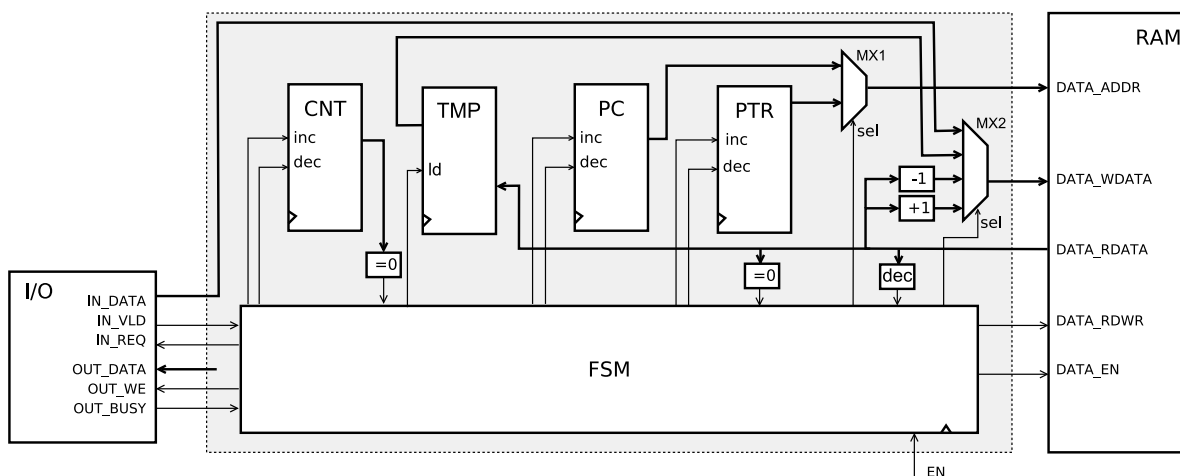 RAM
MX1
CNT
TMP
PC
PTR
DATA_ADDR
MX2
inc
inc
inc
sel
dec
ld
dec
dec
-1
DATA_WDATA
+1
sel
DATA_RDATA
=0
=0
dec
I/O
IN_DATA
IN_VLD
IN_REQ
DATA_RDWR
OUT_DATA
FSM
DATA_EN
OUT_WE
OUT_BUSY
EN